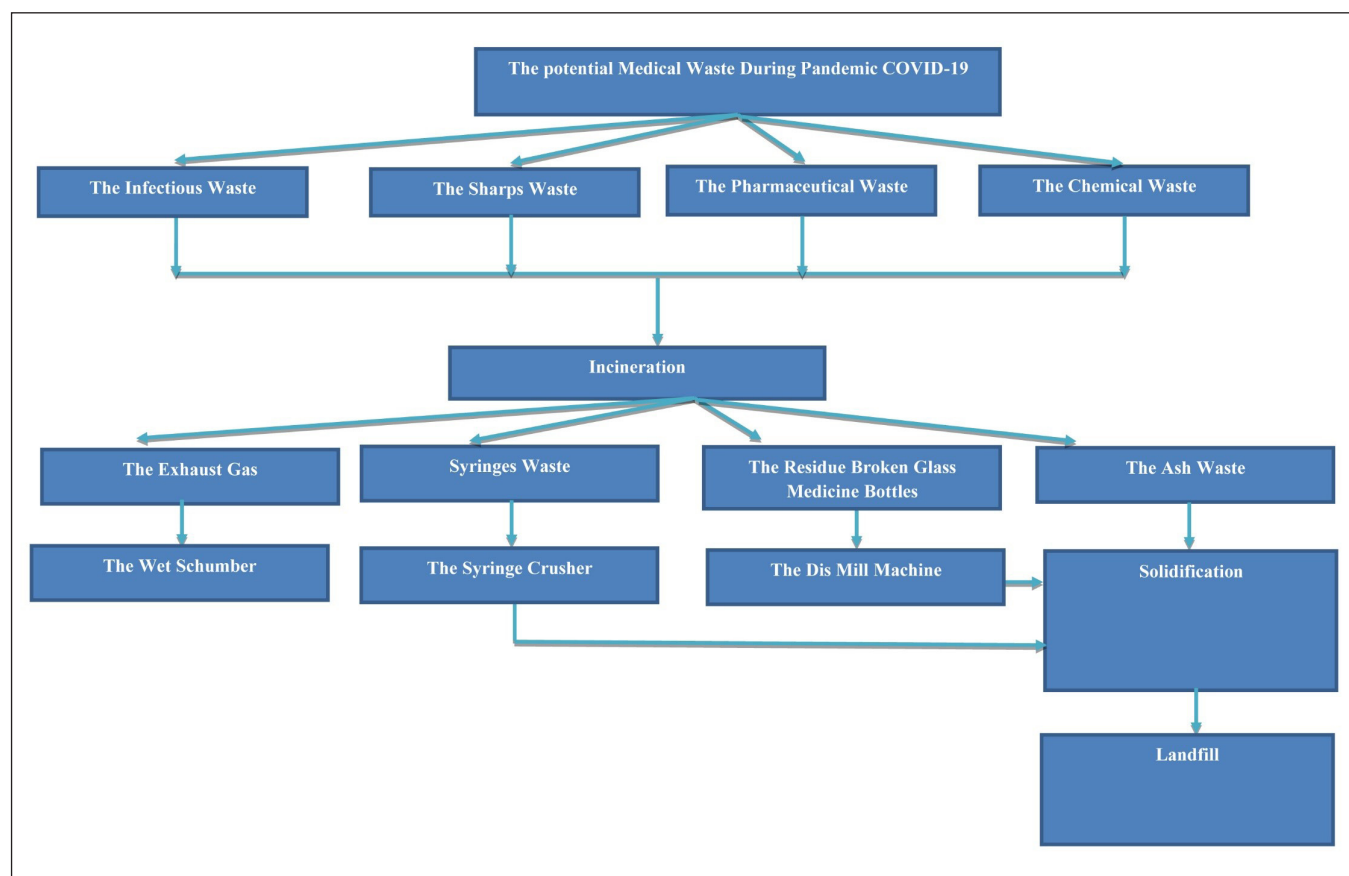 The potential Medical Waste During Pandemic COVID-19
The Infectious Waste
The Sharps Waste
The Pharmaceutical Waste
The Chemical Waste
Incineration
The Exhaust Gas
Syringes Waste
The Residue Broken Glass
Medicine Bottles
The Ash Waste
The Wet Schumber
The Syringe Crusher
The Dis Mill Machine
Solidification
Landfill